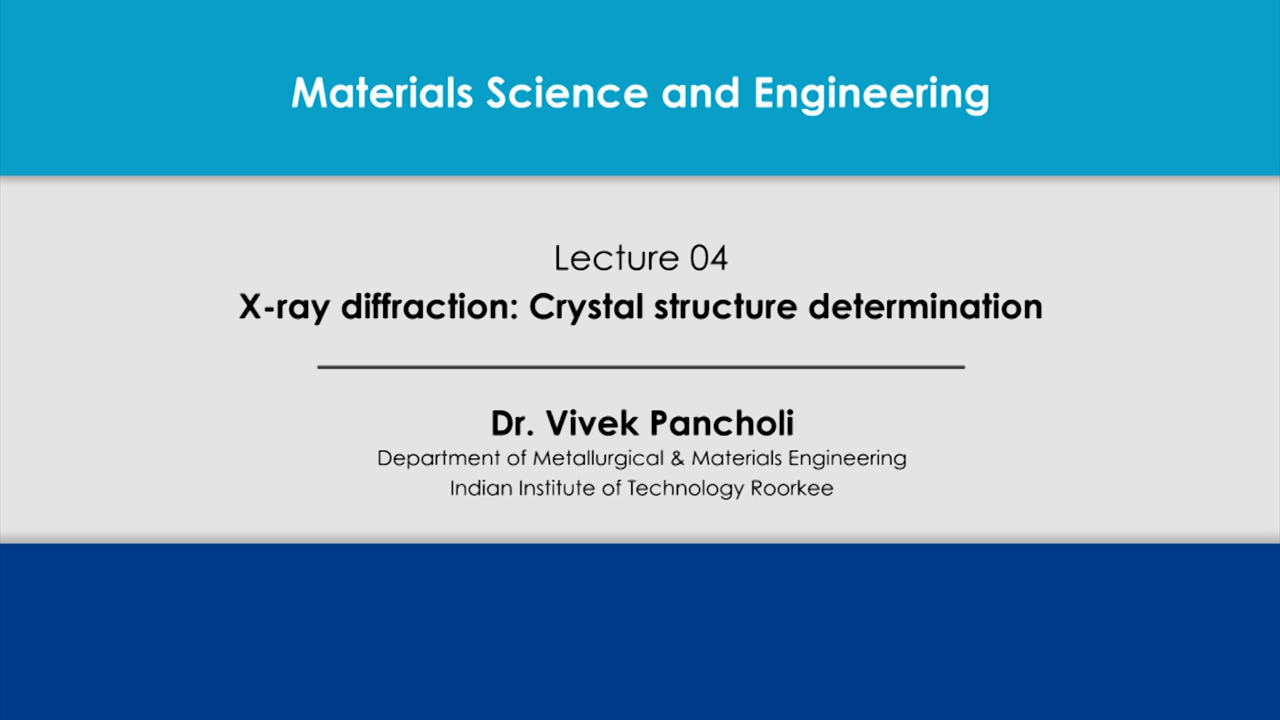 Materials Science and Engineering
Lecture 04
X-ray diffraction: Crystal structure determination
Dr. Vivek Pancholi
Department of Metallurgical & Materials Engineering
Indian Institute of Technology Roorkee